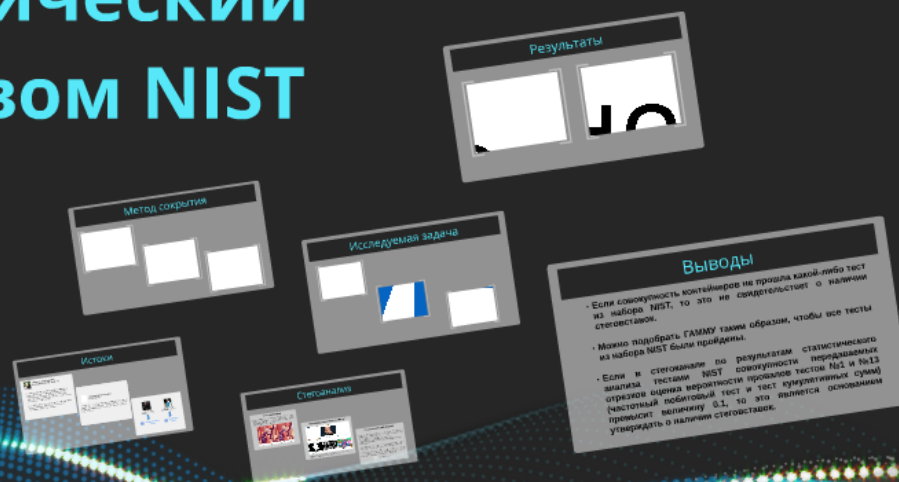 ический
вом NIST
Результаты
Метод сокрытия
Исследуемая задача
Выводы
• Если совокупность контейнеров не прошла какой-либо тест
из набора NIST, то это не свидетельстует о наличии
стеговставок.
• Можно подобрать ГАММУ таким образом, чтобы все тесты
из набора NIST были пройдены.
• Если в стегоканале по результатам статистического
анализа тестами NIST совокупности передаваемых
отрезков оценка вероятности провалов тестов №1 и №13
(частотный побитовый тест и тест кумулятивных сумм)
превысит величину 0.1, то это является основанием
утверждать о наличии стеговставок.
Истоки
Стегоанализ